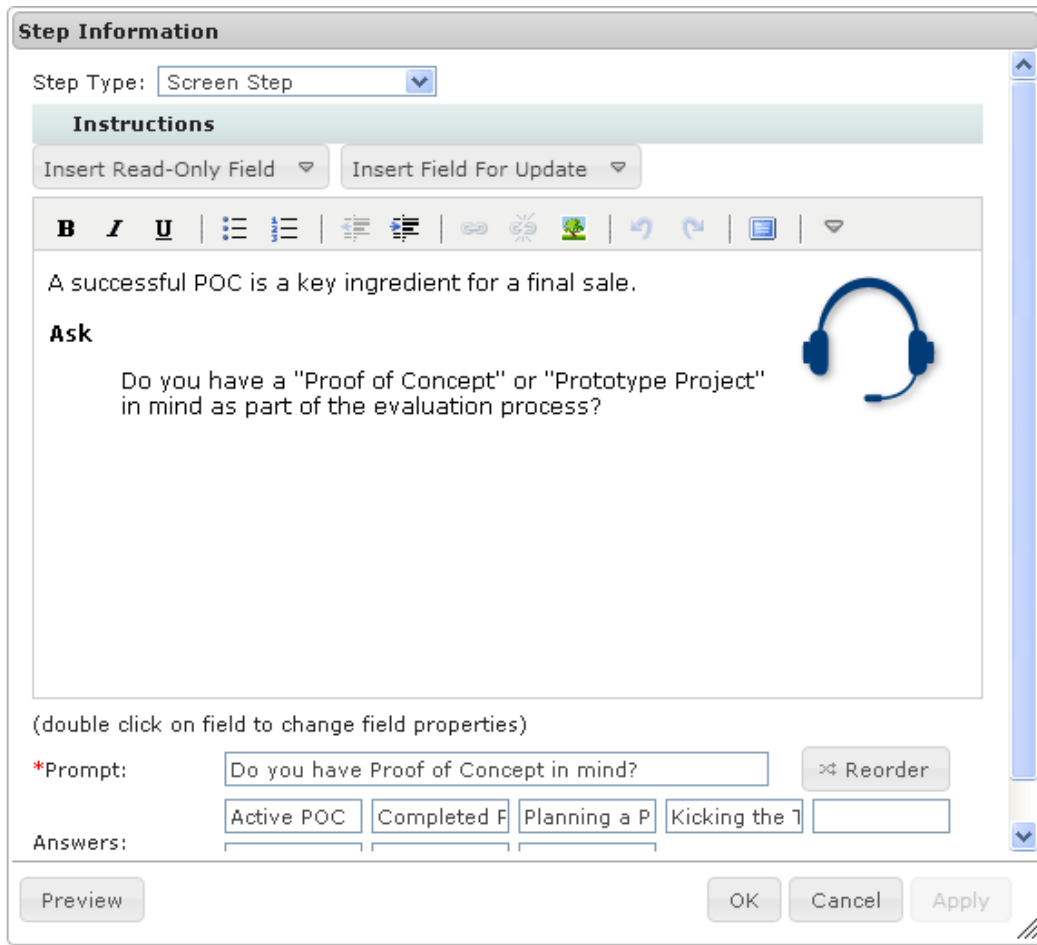 Step Information
Step Type: Screen Step
Instructions
Insert Read-Only Field Insert Field For Update
B I U
A successful POC is a key ingredient for a final sale.
Ask
Do you have a "Proof of Concept" or "Prototype Project"
in mind as part of the evaluation process?
(double click on field to change field properties)
*Prompt: Do you have Proof of Concept in mind? Reorder
Active POC Completed Planning a P Kicking the
Answers:
Preview OK Cancel Apply